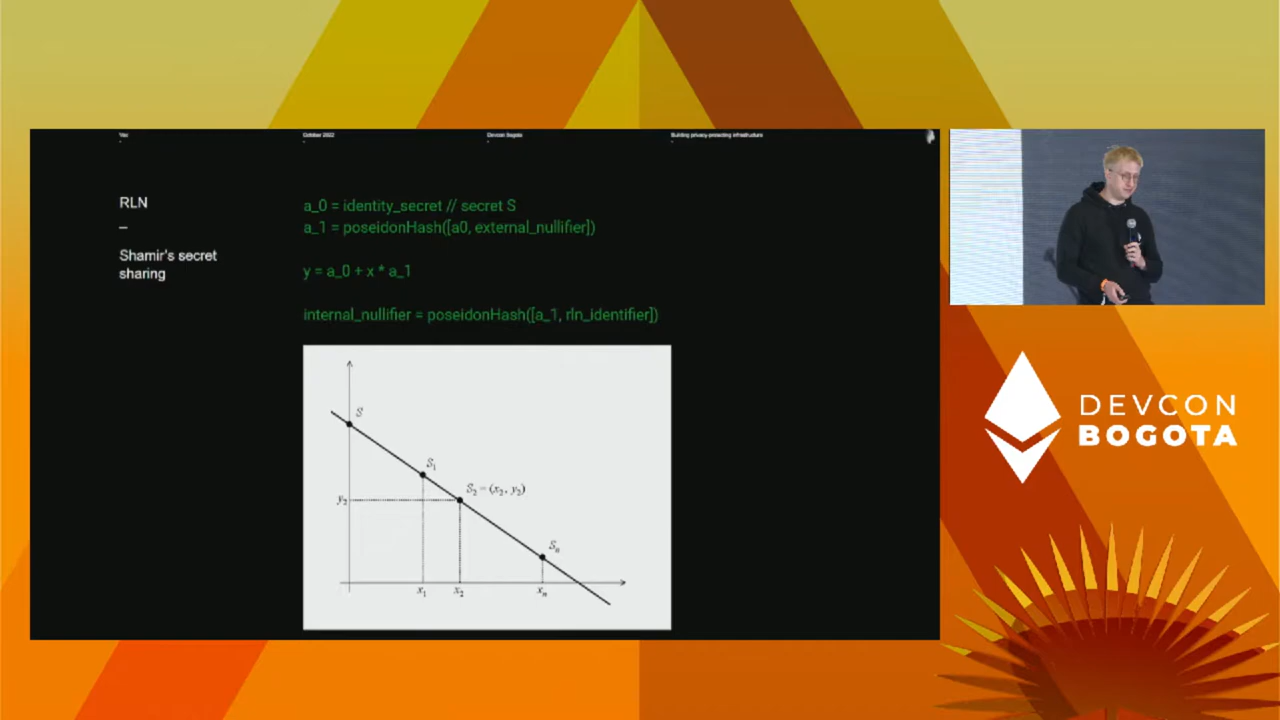 Vac
October 2022
Devcon Bogota
Building privacy-protecting infrastructure
RLN
–
Shamir's secret
sharing
a_0 = identity_secret // secret S
a_1 = poseidonHash([a0, external_nullifier])
y = a_0 + x * a_1
internal_nullifier = poseidonHash([a_1, rln_identifier])
S
S1
S2 = (x2, y2)
y2
Sn
x1 x2 xn
DEVCON
BOGOTA